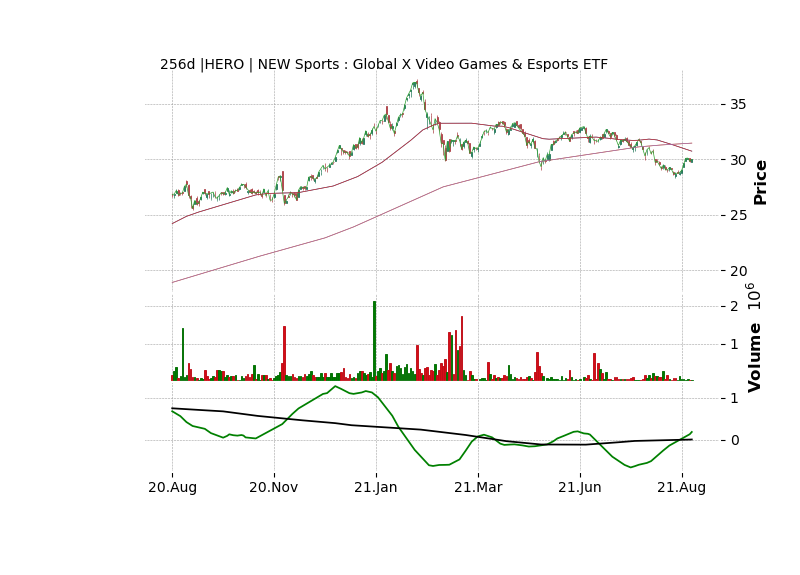 256d |HERO | NEW Sports : Global X Video Games & Esports ETF
35
30
25
20
Price
2
1
Volume 10^6
1
0
20.Aug 20.Nov 21.Jan 21.Mar 21.Jun 21.Aug